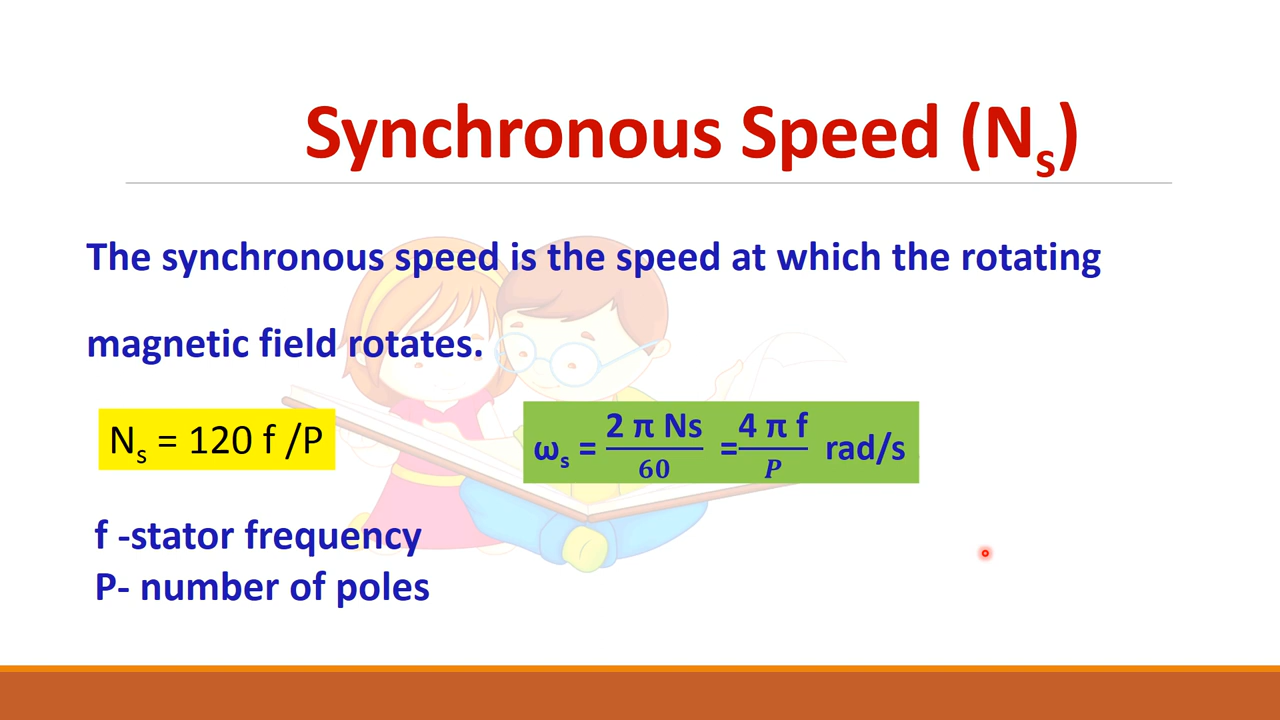 Synchronous Speed (Nₛ)
The synchronous speed is the speed at which the rotating
magnetic field rotates.
Nₛ = 120 f /P
ωₛ = 2 π Ns / 60 = 4 π f / P rad/s
f -stator frequency
P- number of poles